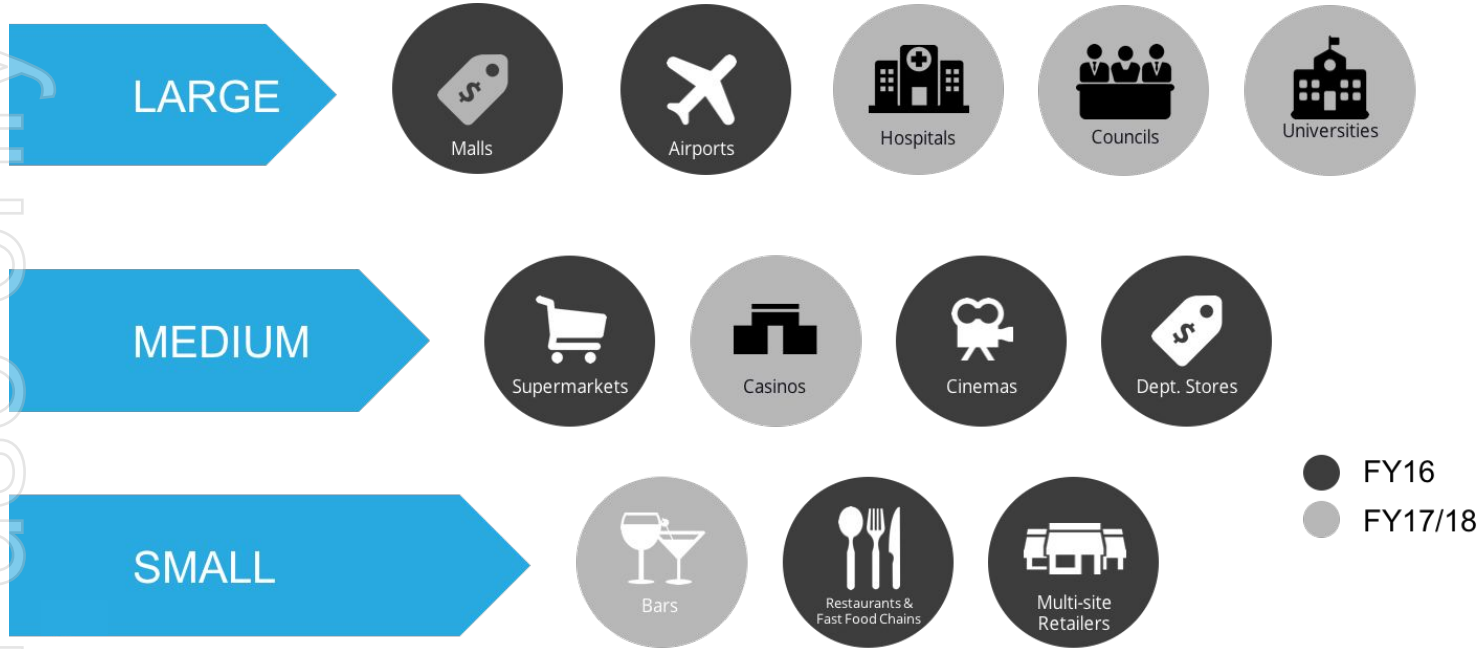 LARGE
Malls
Airports
Hospitals
Councils
Universities
MEDIUM
Supermarkets
Casinos
Cinemas
Dept. Stores
FY16
FY17/18
SMALL
Bars
Restaurants &
Fast Food Chains
Multi-site
Retailers